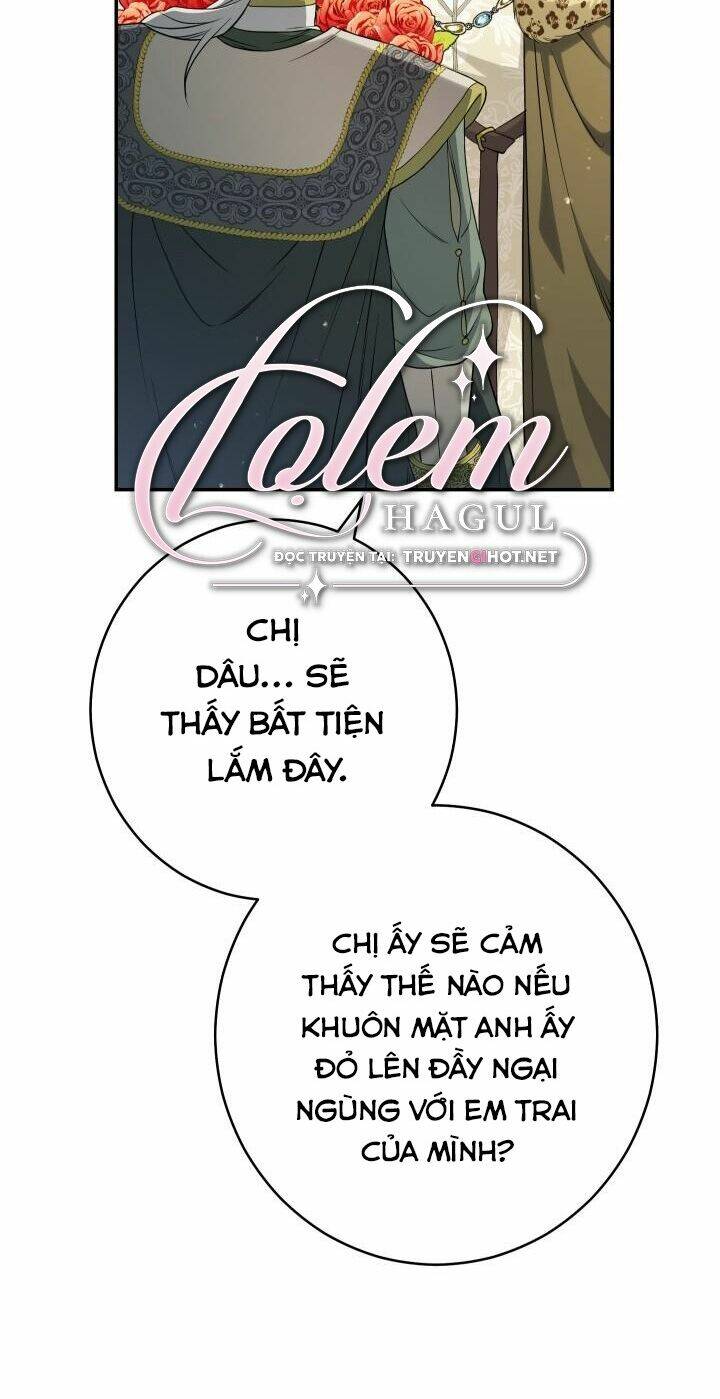 Lọlem
HAGUL
ĐỌC TRUYỆN TẠI: TRUYENGIHOT.NET
CHỊ
DÂU... SẼ
THẤY BẤT TIỆN
LẮM ĐÂY.
CHỊ ẤY SẼ CẢM
THẤY THẾ NÀO NẾU
KHUÔN MẶT ANH ẤY
ĐỎ LÊN ĐẦY NGẠI
NGÙNG VỚI EM TRAI
CỦA MÌNH?